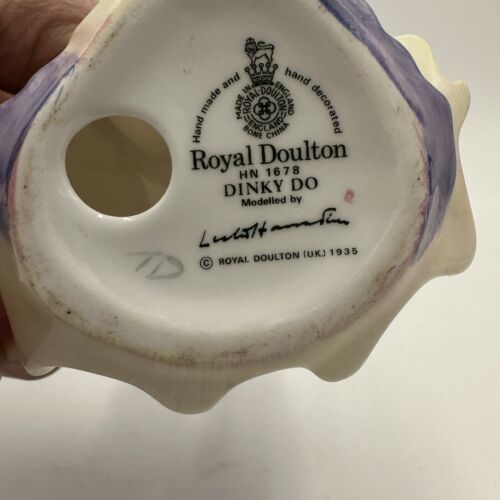 Hand made and hand decorated
MADE IN ENGLAND
ROYAL·DOULTON
ENGLAND
BONE CHINA
Royal Doulton
HN 1678
DINKY DO
Modelled by
© ROYAL DOULTON (U.K.) 1935
TD